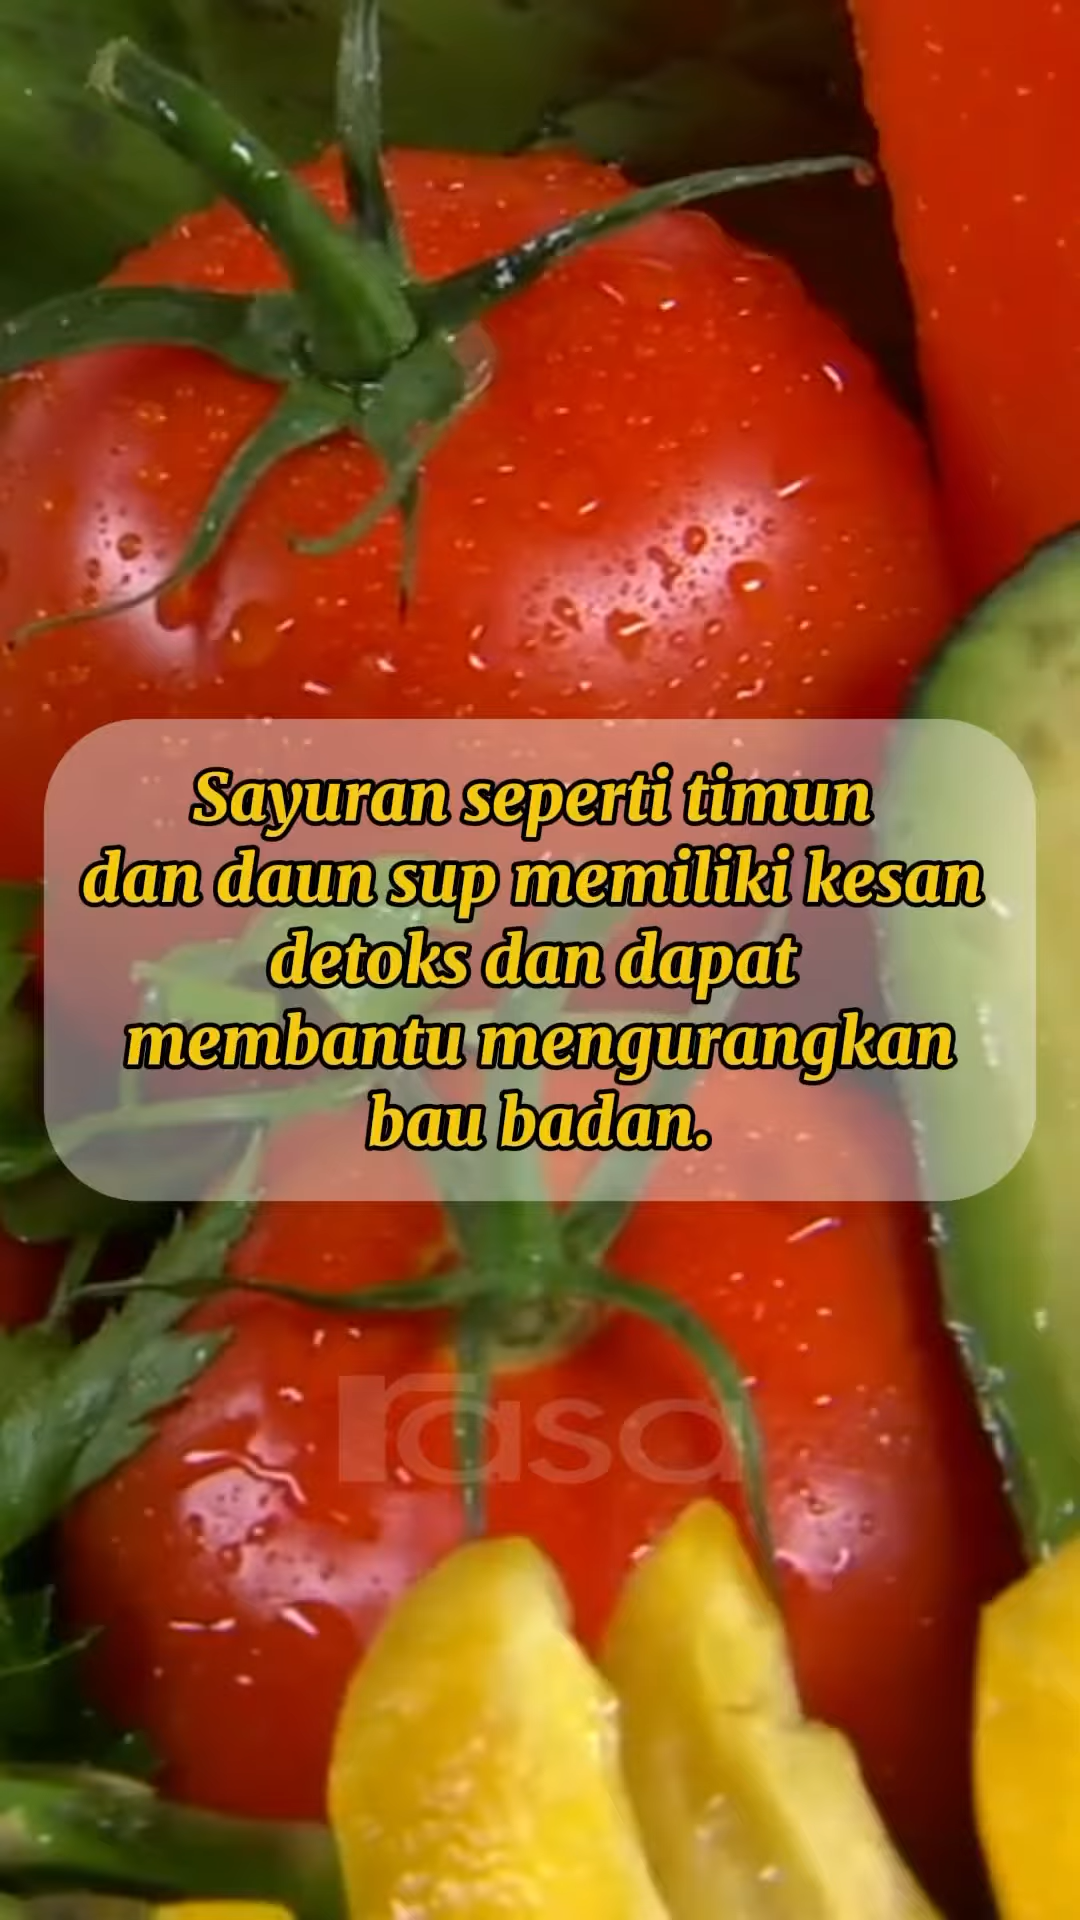 Sayuran seperti timun
dan daun sup memiliki kesan
detoks dan dapat
membantu mengurangkan
bau badan.
rasa